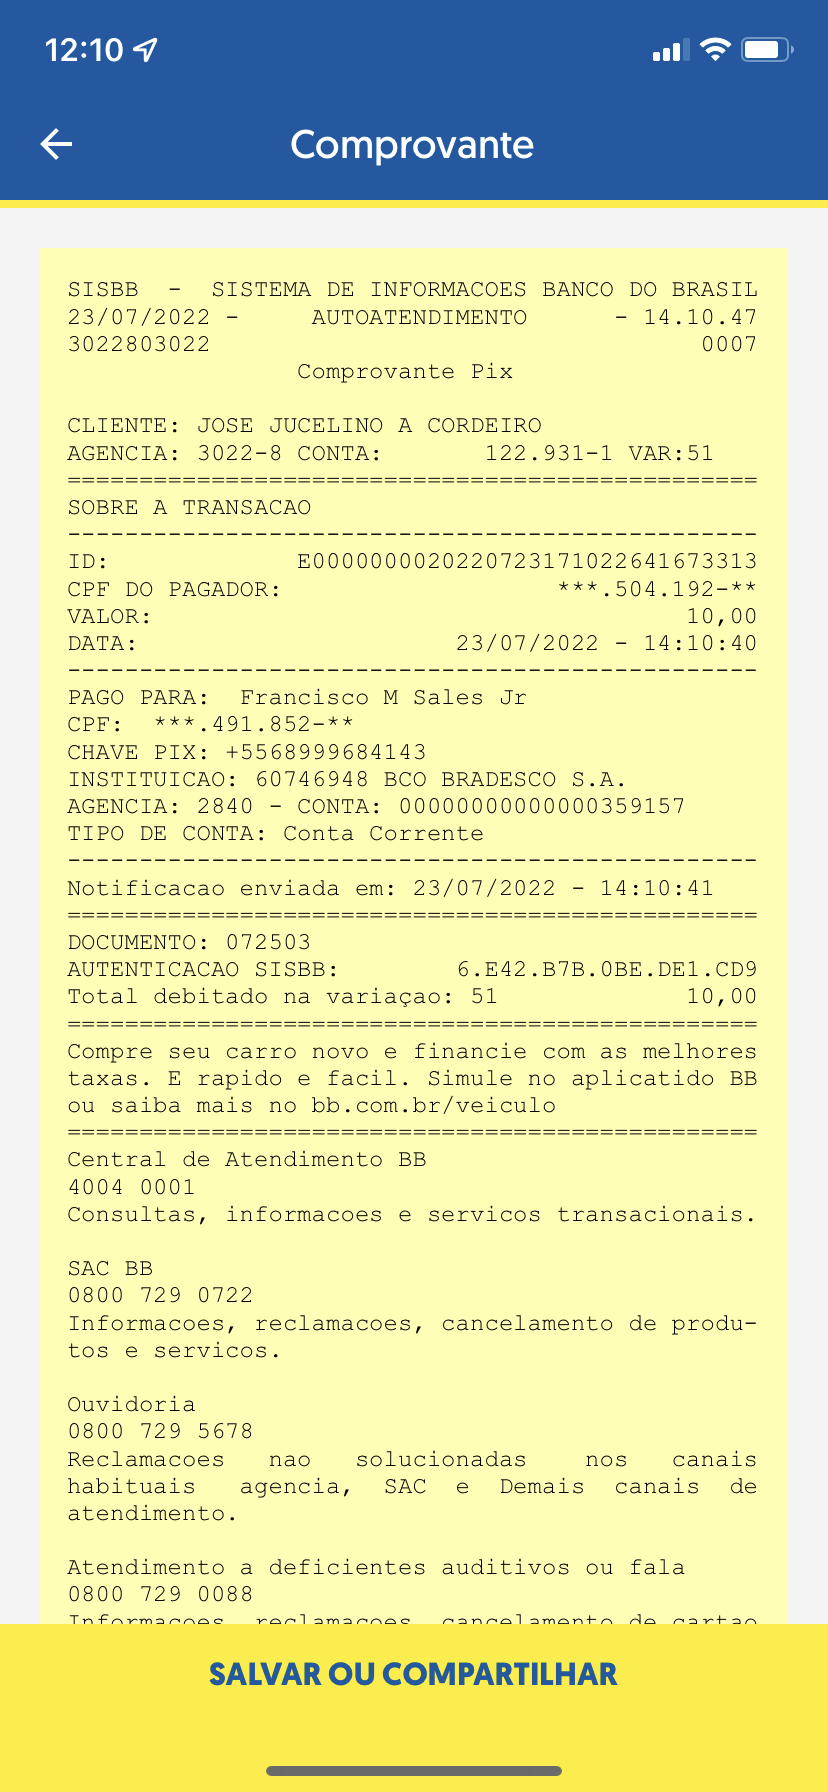 12:10
Comprovante
SISBB - SISTEMA DE INFORMACOES BANCO DO BRASIL
23/07/2022 - AUTOATENDIMENTO - 14.10.47
3022803022 0007
Comprovante Pix
CLIENTE: JOSE JUCELINO A CORDEIRO
AGENCIA: 3022-8 CONTA: 122.931-1 VAR:51
================================================
SOBRE A TRANSACAO
------------------------------------------------
ID: E00000000202207231710226416733​13
CPF DO PAGADOR: ***.504.192-**
VALOR: 10,00
DATA: 23/07/2022 - 14:10:40
------------------------------------------------
PAGO PARA: Francisco M Sales Jr
CPF: ***.491.852-**
CHAVE PIX: +5568999684143
INSTITUICAO: 60746948 BCO BRADESCO S.A.
AGENCIA: 2840 - CONTA: 00000000000000359157
TIPO DE CONTA: Conta Corrente
------------------------------------------------
Notificacao enviada em: 23/07/2022 - 14:10:41
================================================
DOCUMENTO: 072503
AUTENTICACAO SISBB: 6.E42.B7B.0BE.DE1.CD9
Total debitado na variaçao: 51 10,00
================================================
Compre seu carro novo e financie com as melhores
taxas. E rapido e facil. Simule no aplicatido BB
ou saiba mais no bb.com.br/veiculo
================================================
Central de Atendimento BB
4004 0001
Consultas, informacoes e servicos transacionais.
SAC BB
0800 729 0722
Informacoes, reclamacoes, cancelamento de produ-
tos e servicos.
Ouvidoria
0800 729 5678
Reclamacoes nao solucionadas nos canais
habituais agencia, SAC e Demais canais de
atendimento.
Atendimento a deficientes auditivos ou fala
0800 729 0088
Informacoes, reclamacoes, cancelamento de cartao
SALVAR OU COMPARTILHAR